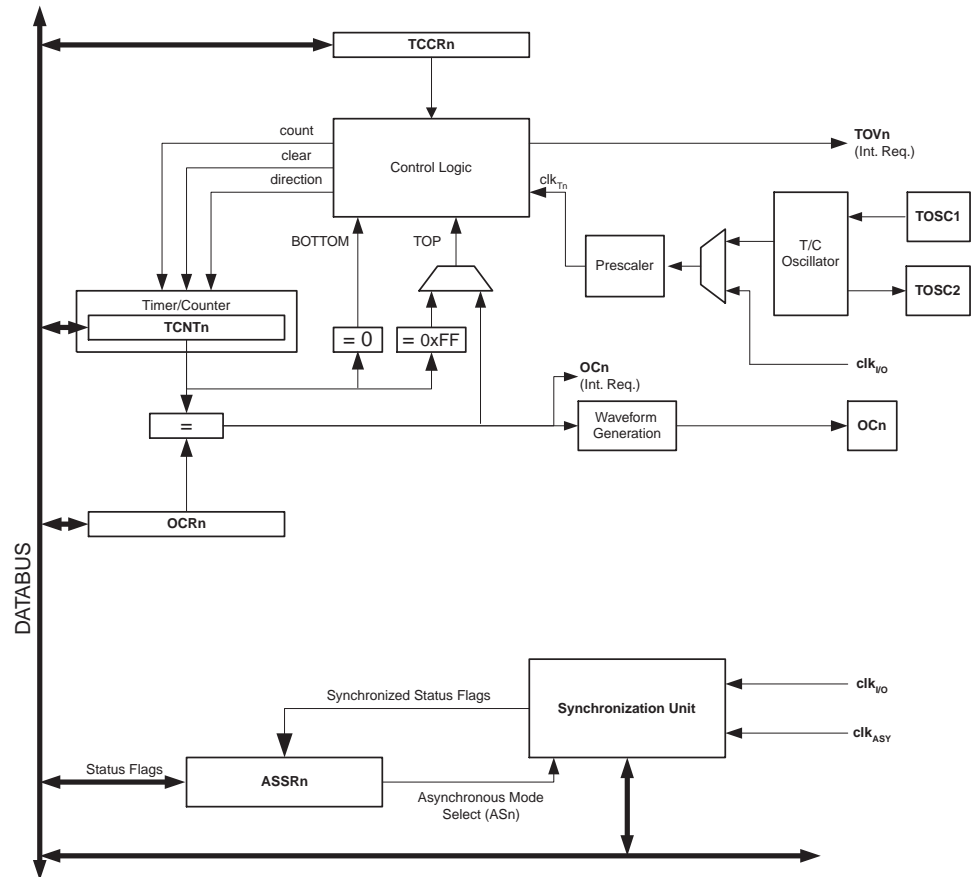 TCCRn
count
clear
direction
Control Logic
TOVn
(Int. Req.)
clkTn
BOTTOM
TOP
Prescaler
T/C
Oscillator
TOSC1
TOSC2
clkI/O
Timer/Counter
TCNTn
= 0
= 0xFF
OCn
(Int. Req.)
=
Waveform
Generation
OCn
OCRn
DATABUS
Synchronized Status Flags
Synchronization Unit
clkI/O
clkASY
Status Flags
ASSRn
Asynchronous Mode
Select (ASn)